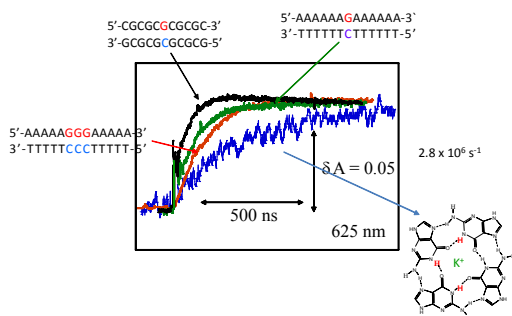 5’-CGCGCGCGCGC-3’
3’-GCGCGCGCGCG-5’
5’-AAAAAAGAAAAAA-3`
3’-TTTTTTCTTTTTT-5’
5’-AAAAAGGGAAAAA-3’
3’-TTTTTCCCTTTTT-5’
δA = 0.05
2.8 x 10⁶ s⁻¹
500 ns
625 nm
H
N
N
H
N
N
H
N
N
O
H
N
N
H
O
N
N
H
K⁺
N
H
N
H
N
O
H
O
N
N
N
N
H
N
N
N
H